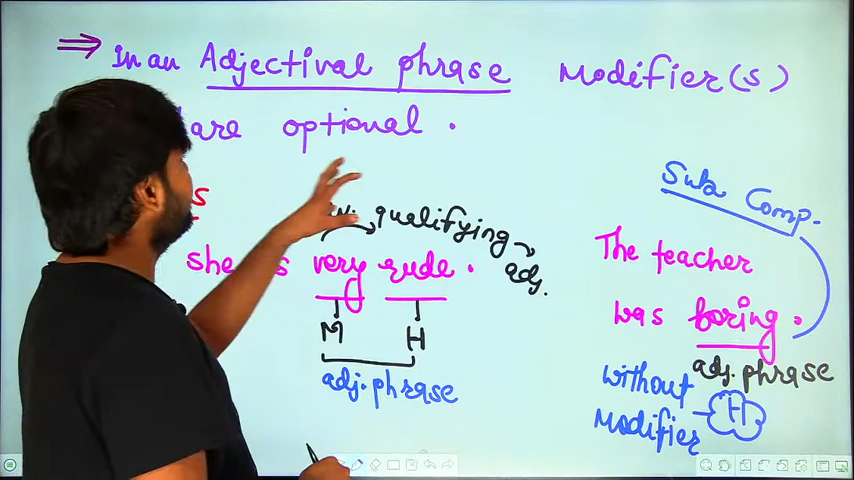 ⇒ In an Adjectival phrase Modifier(s)
are optional .
qualifying → adj.
she is very rude .
M H
adj. phrase
Sub Comp.
The teacher
was boring .
adj. phrase
without
Modifier H